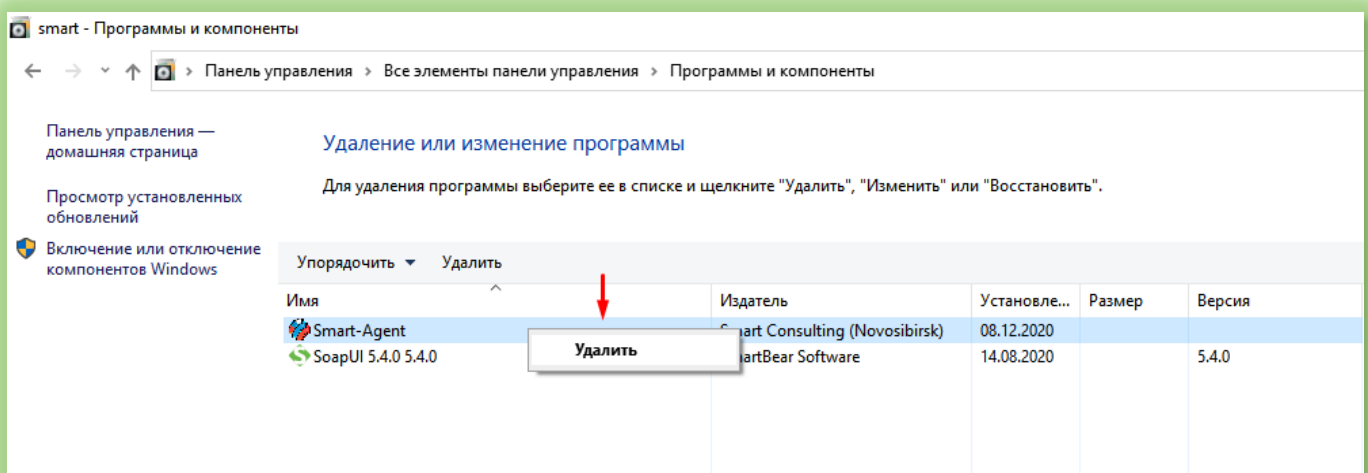 smart - Программы и компоненты
Панель управления > Все элементы панели управления > Программы и компоненты
Панель управления —
домашняя страница
Просмотр установленных
обновлений
Включение или отключение
компонентов Windows
Удаление или изменение программы
Для удаления программы выберите ее в списке и щелкните "Удалить", "Изменить" или "Восстановить".
Упорядочить Удалить
Имя Издатель Установле... Размер Версия
Smart-Agent Consulting (Novosibirsk) 08.12.2020
Удалить
SoapUI 5.4.0 5.4.0 Software 14.08.2020 5.4.0